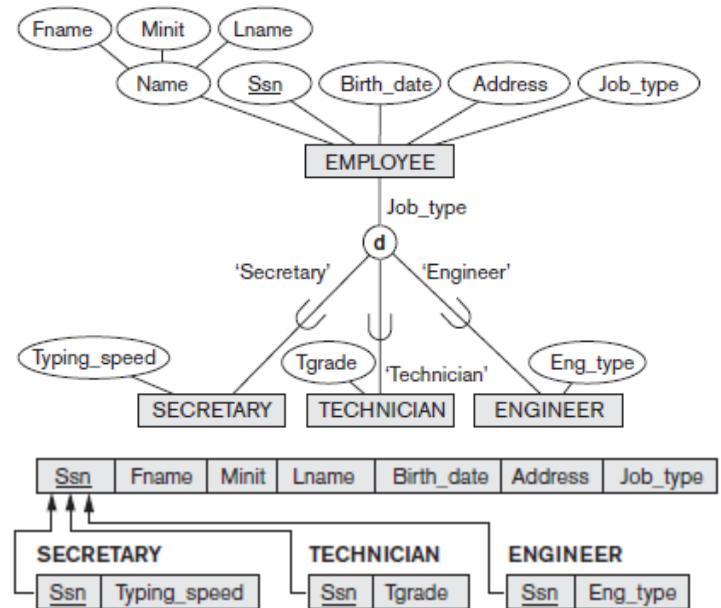 Fname Minit Lname
Name Ssn Birth_date Address Job_type
EMPLOYEE
Job_type
d
‘Secretary’ ‘Engineer’
Typing_speed Tgrade ‘Technician’ Eng_type
SECRETARY TECHNICIAN ENGINEER
Ssn Fname Minit Lname Birth_date Address Job_type
SECRETARY TECHNICIAN ENGINEER
Ssn Typing_speed Ssn Tgrade Ssn Eng_type